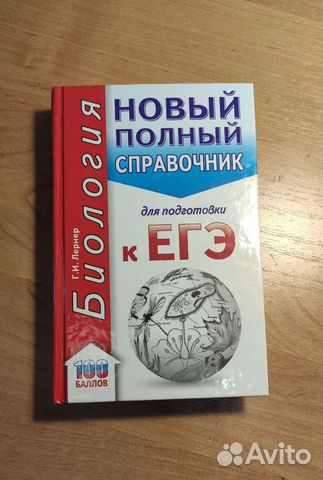 Биология
Г.И. Лернер
НОВЫЙ
ПОЛНЫЙ
СПРАВОЧНИК
для подготовки
к ЕГЭ
100
БАЛЛОВ
Avito